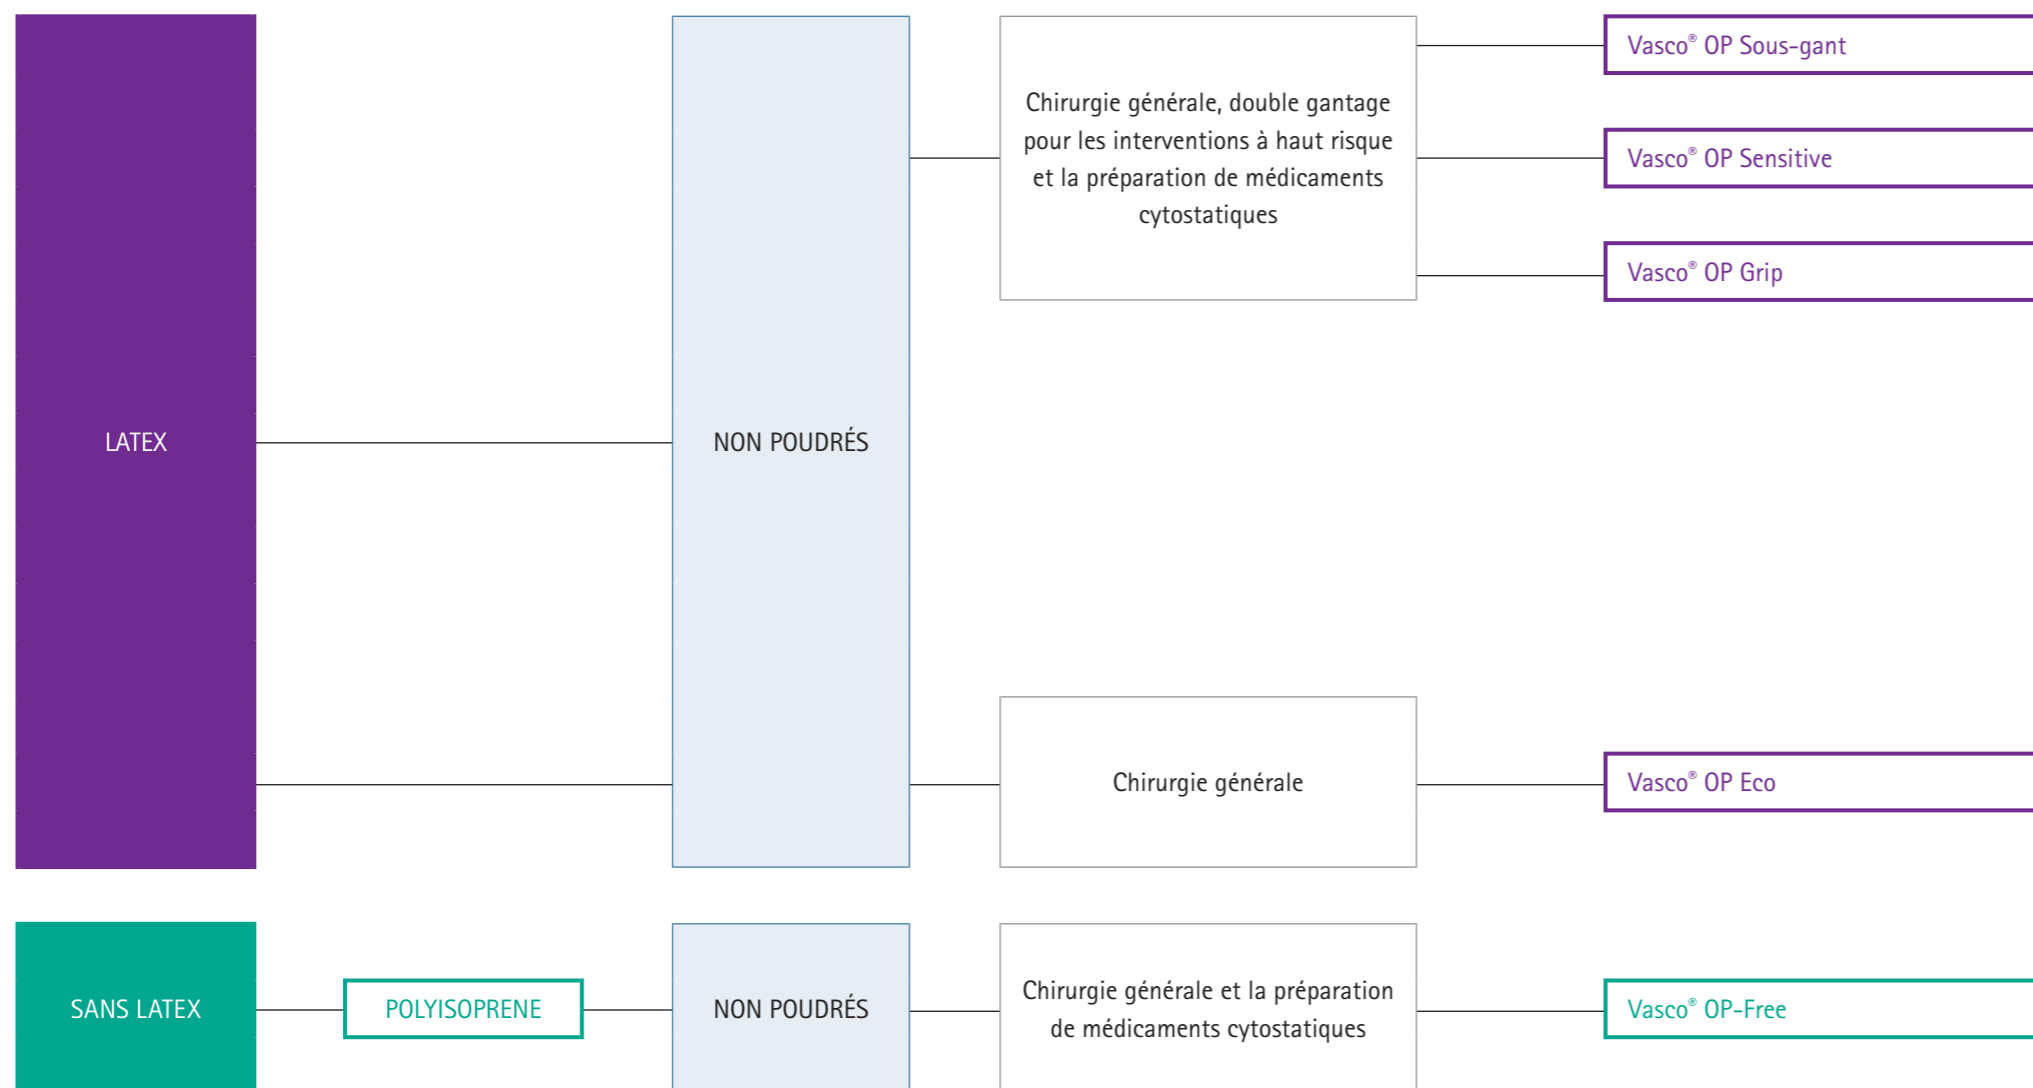 LATEX
NON POUDRÉS
Chirurgie générale, double gantage
pour les interventions à haut risque
et la préparation de médicaments
cytostatiques
Vasco® OP Sous-gant
Vasco® OP Sensitive
Vasco® OP Grip
Chirurgie générale
Vasco® OP Eco
SANS LATEX
POLYISOPRENE
NON POUDRÉS
Chirurgie générale et la préparation
de médicaments cytostatiques
Vasco® OP-Free